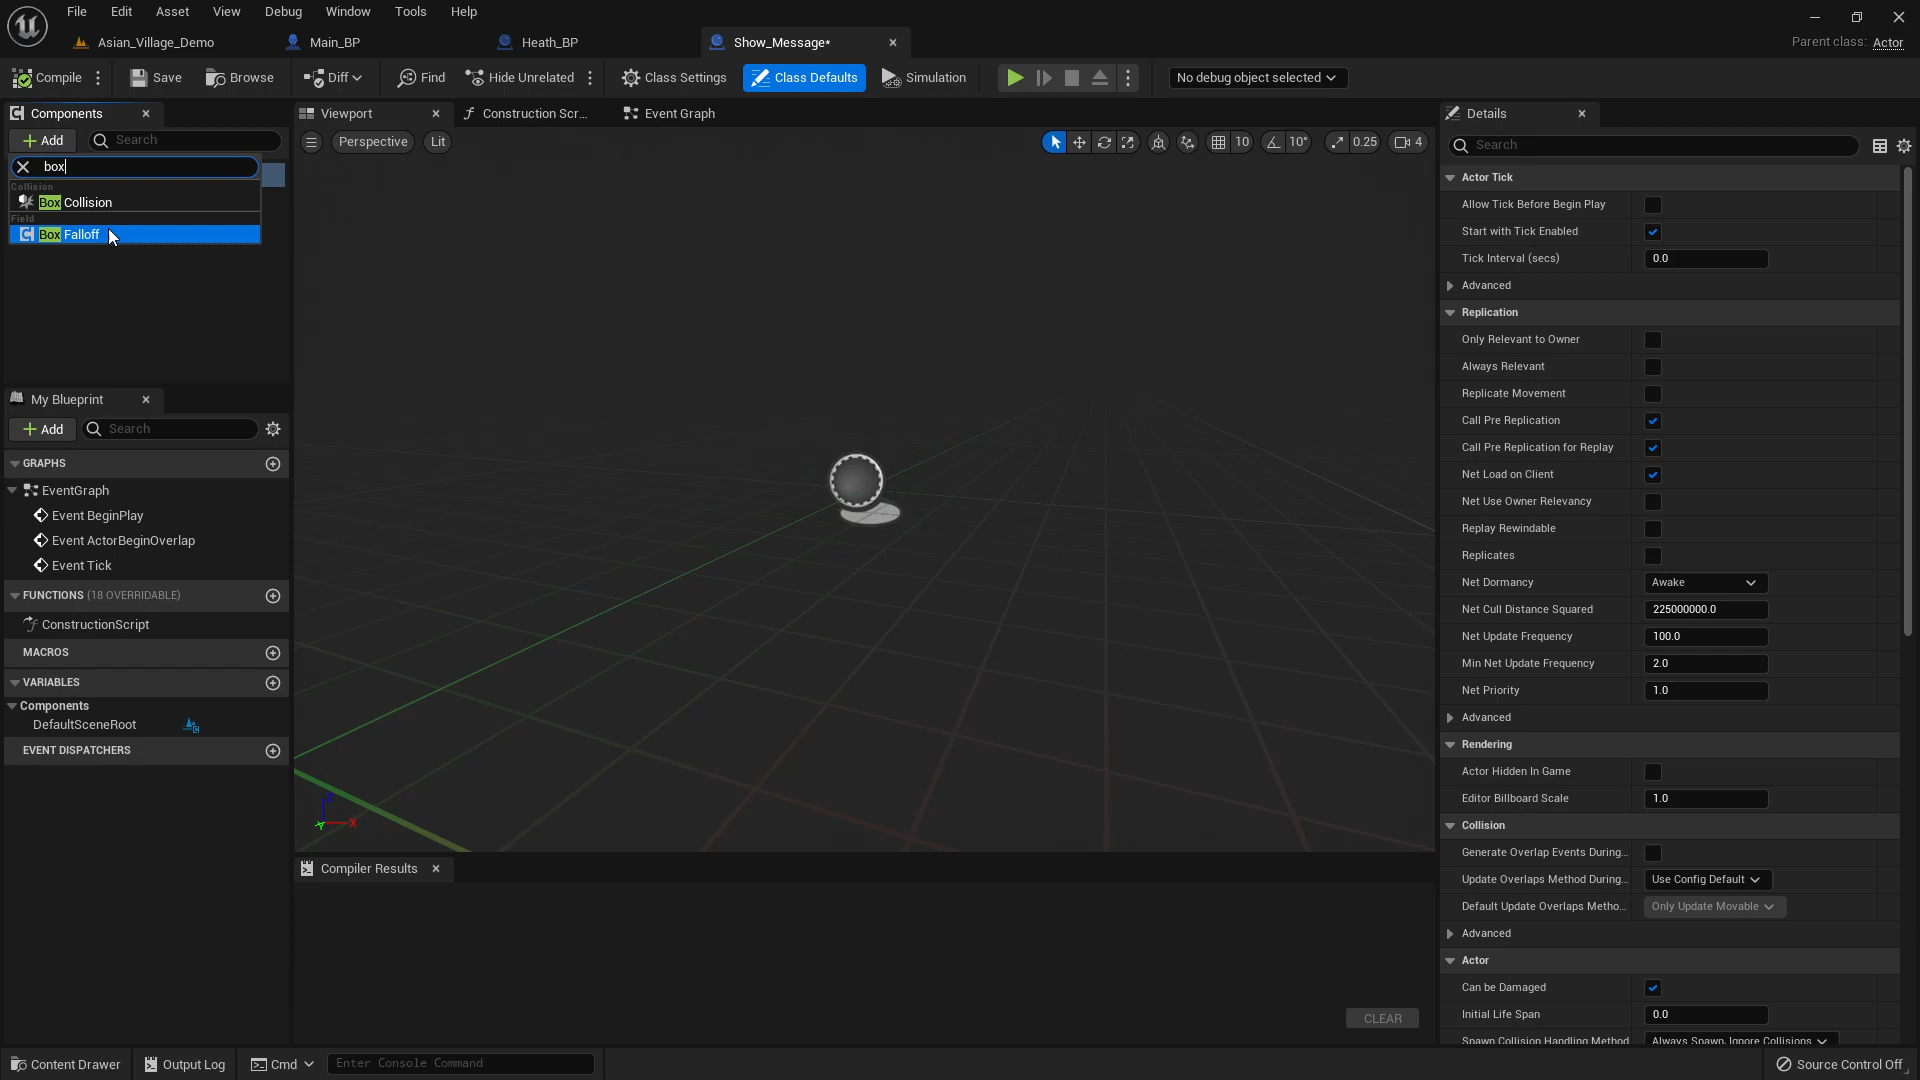 File Edit Asset View Debug Window Tools Help
Asian_Village_Demo Main_BP Heath_BP Show_Message*
Parent class: Actor
Compile Save Browse Diff Find Hide Unrelated Class Settings Class Defaults Simulation No debug object selected
Components
Add Search
box
Collision
Box Collision
Field
Box Falloff
My Blueprint
Add Search
GRAPHS
EventGraph
Event BeginPlay
Event ActorBeginOverlap
Event Tick
FUNCTIONS (18 OVERRIDABLE)
ConstructionScript
MACROS
VARIABLES
Components
DefaultSceneRoot
EVENT DISPATCHERS
Viewport Construction Scr... Event Graph
Perspective Lit 10 10° 0.25 4
Z
Y X
Compiler Results
CLEAR
Details
Search
Actor Tick
Allow Tick Before Begin Play
Start with Tick Enabled
Tick Interval (secs) 0.0
Advanced
Replication
Only Relevant to Owner
Always Relevant
Replicate Movement
Call Pre Replication
Call Pre Replication for Replay
Net Load on Client
Net Use Owner Relevancy
Replay Rewindable
Replicates
Net Dormancy Awake
Net Cull Distance Squared 225000000.0
Net Update Frequency 100.0
Min Net Update Frequency 2.0
Net Priority 1.0
Advanced
Rendering
Actor Hidden In Game
Editor Billboard Scale 1.0
Collision
Generate Overlap Events During...
Update Overlaps Method During... Use Config Default
Default Update Overlaps Metho... Only Update Movable
Advanced
Actor
Can be Damaged
Initial Life Span 0.0
Spawn Collision Handling Method Always Spawn, Ignore Collisions
Content Drawer Output Log Cmd Enter Console Command Source Control Off